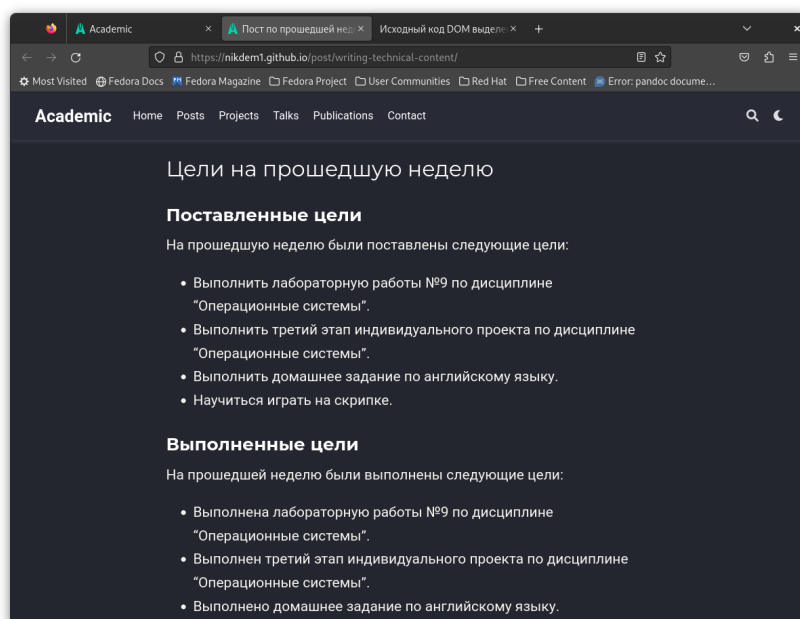 Academic
Пост по прошедшей нед
Исходный код DOM выделе
https://nikdem1.github.io/post/writing-technical-content/
Most Visited Fedora Docs Fedora Magazine Fedora Project User Communities Red Hat Free Content Error: pandoc docume...
Academic Home Posts Projects Talks Publications Contact
Цели на прошедшую неделю
Поставленные цели
На прошедшую неделю были поставлены следующие цели:
Выполнить лабораторную работы №9 по дисциплине
“Операционные системы”.
Выполнить третий этап индивидуального проекта по дисциплине
“Операционные системы”.
Выполнить домашнее задание по английскому языку.
Научиться играть на скрипке.
Выполненные цели
На прошедшей неделю были выполнены следующие цели:
Выполнена лабораторную работы №9 по дисциплине
“Операционные системы”.
Выполнен третий этап индивидуального проекта по дисциплине
“Операционные системы”.
Выполнено домашнее задание по английскому языку.